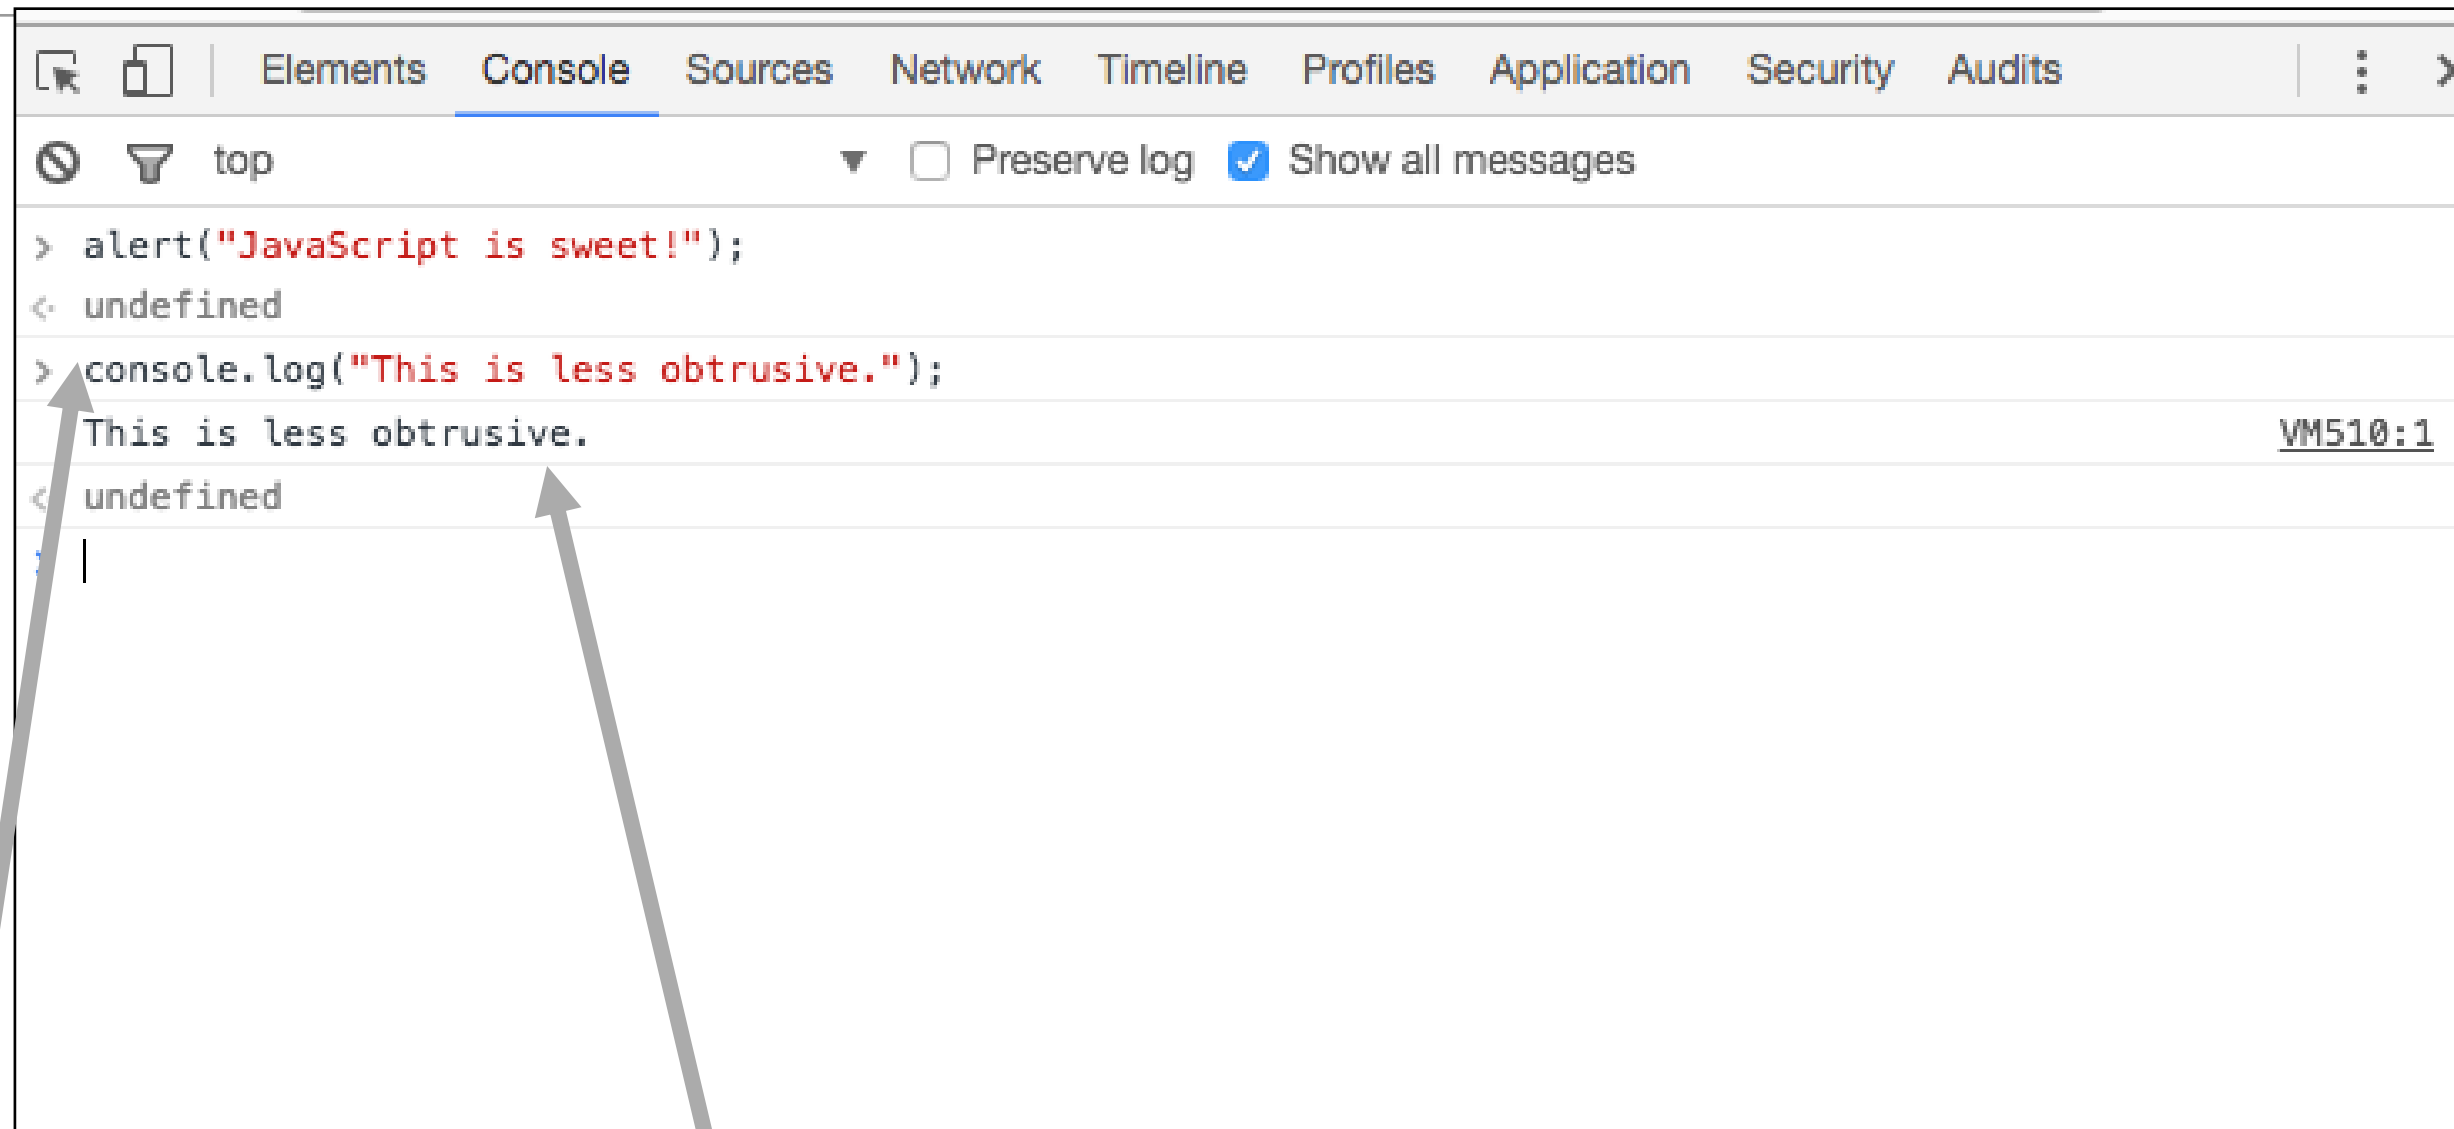 Elements Console Sources Network Timeline Profiles Application Security Audits
top Preserve log Show all messages
alert("JavaScript is sweet!");
undefined
console.log("This is less obtrusive.");
This is less obtrusive. VM510:1
undefined